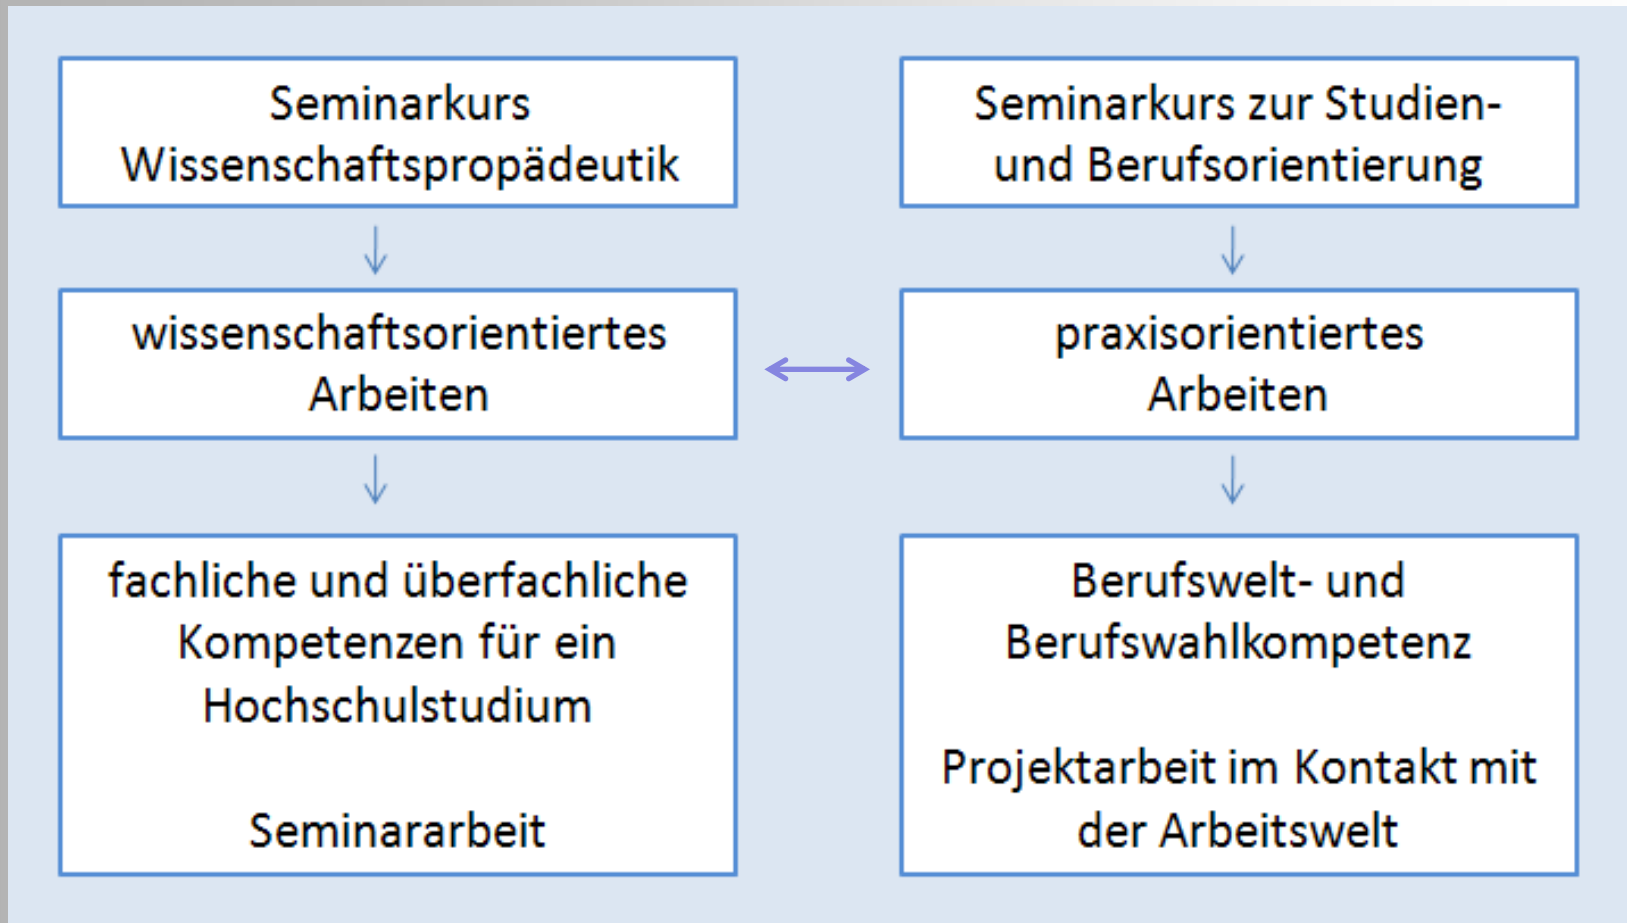 Seminarkurs
Wissenschaftspropädeutik
wissenschaftsorientiertes
Arbeiten
fachliche und überfachliche
Kompetenzen für ein
Hochschulstudium
Seminararbeit
Seminarkurs zur Studien-
und Berufsorientierung
praxisorientiertes
Arbeiten
Berufswelt- und
Berufswahlkompetenz
Projektarbeit im Kontakt mit
der Arbeitswelt